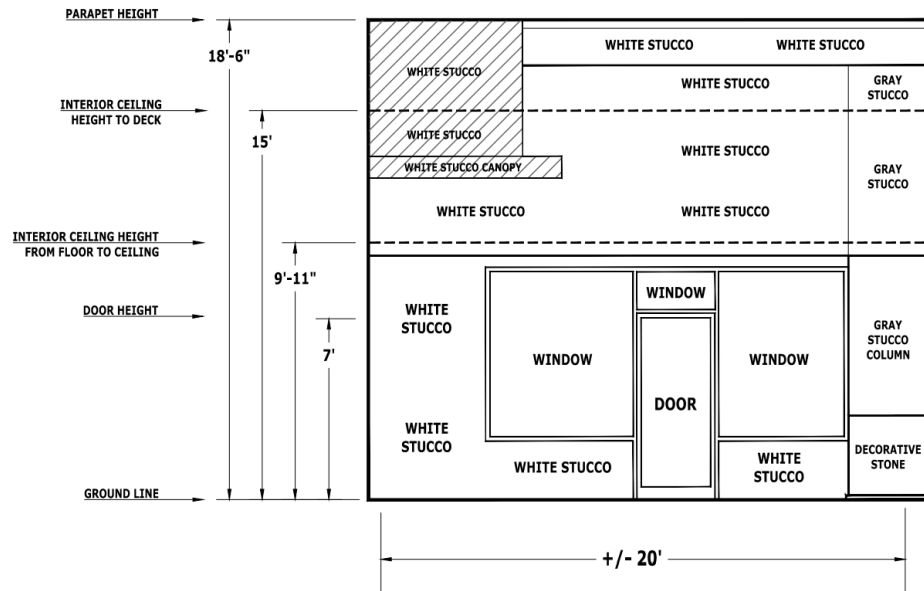 PARAPET HEIGHT
18'-6"
WHITE STUCCO WHITE STUCCO
WHITE STUCCO
WHITE STUCCO
GRAY
STUCCO
INTERIOR CEILING
HEIGHT TO DECK
15'
WHITE STUCCO
WHITE STUCCO
WHITE STUCCO CANOPY
GRAY
STUCCO
WHITE STUCCO
WHITE STUCCO
INTERIOR CEILING HEIGHT
FROM FLOOR TO CEILING
9'-11"
WINDOW
DOOR HEIGHT
WHITE
STUCCO
GRAY
STUCCO
COLUMN
7'
WINDOW
WINDOW
DOOR
WHITE
STUCCO
DECORATIVE
STONE
WHITE STUCCO
WHITE
STUCCO
GROUND LINE
+/- 20'